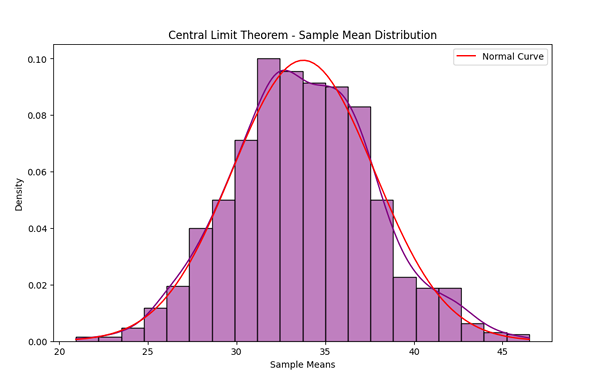 Central Limit Theorem - Sample Mean Distribution
Normal Curve
0.10
0.08
0.06
0.04
0.02
0.00
Density
20 25 30 35 40 45
Sample Means